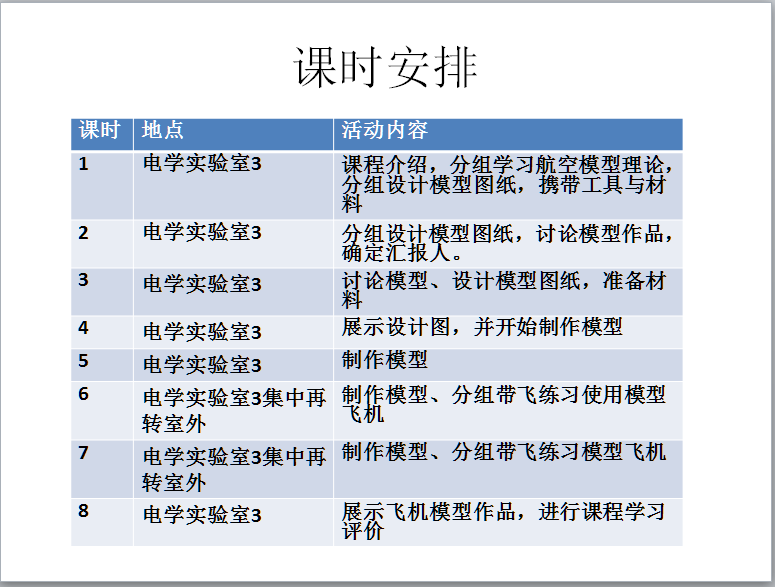 课时安排
课时 地点 活动内容
1 电学实验室3 课程介绍，分组学习航空模型理论，
分组设计模型图纸，携带工具与材
料
2 电学实验室3 分组设计模型图纸，讨论模型作品，
确定汇报人。
3 电学实验室3 讨论模型、设计模型图纸，准备材
料
4 电学实验室3 展示设计图，并开始制作模型
5 电学实验室3 制作模型
6 电学实验室3集中再 制作模型、分组带飞练习使用模型
转室外 飞机
7 电学实验室3集中再 制作模型、分组带飞练习模型飞机
转室外
8 电学实验室3 展示飞机模型作品，进行课程学习
评价